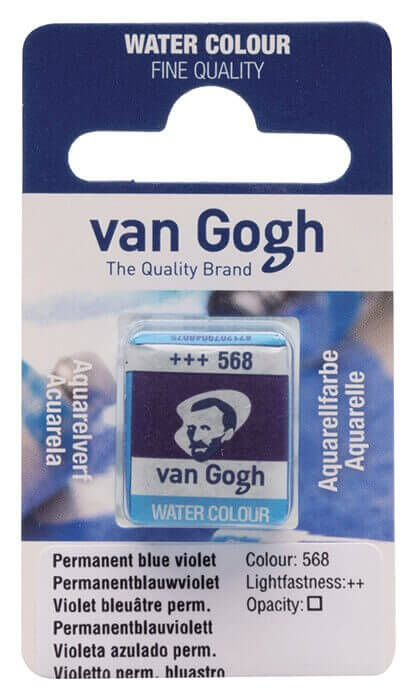 WATER COLOUR
FINE QUALITY
van Gogh
The Quality Brand
Aquarelverf
Acuarela
+++ 568
van Gogh
WATER COLOUR
Aquarellfarbe
Aquarelle
Permanent blue violet
Permanentblauwviolet
Violet bleuâtre perm.
Permanentblauviolett
Violeta azulado perm.
Violetto perm. bluastro
Colour: 568
Lightfastness:++
Opacity: □